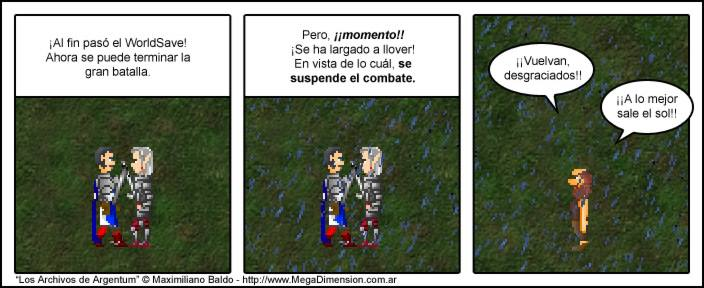 ¡Al fin pasó el WorldSave!
Ahora se puede terminar la
gran batalla.
Pero, ¡¡momento!!
¡Se ha largado a llover!
En vista de lo cuál, se
suspende el combate.
¡¡Vuelvan,
desgraciados!!
¡¡A lo mejor
sale el sol!!
"Los Archivos de Argentum" © Maximiliano Baldo - http://www.MegaDimension.com.ar